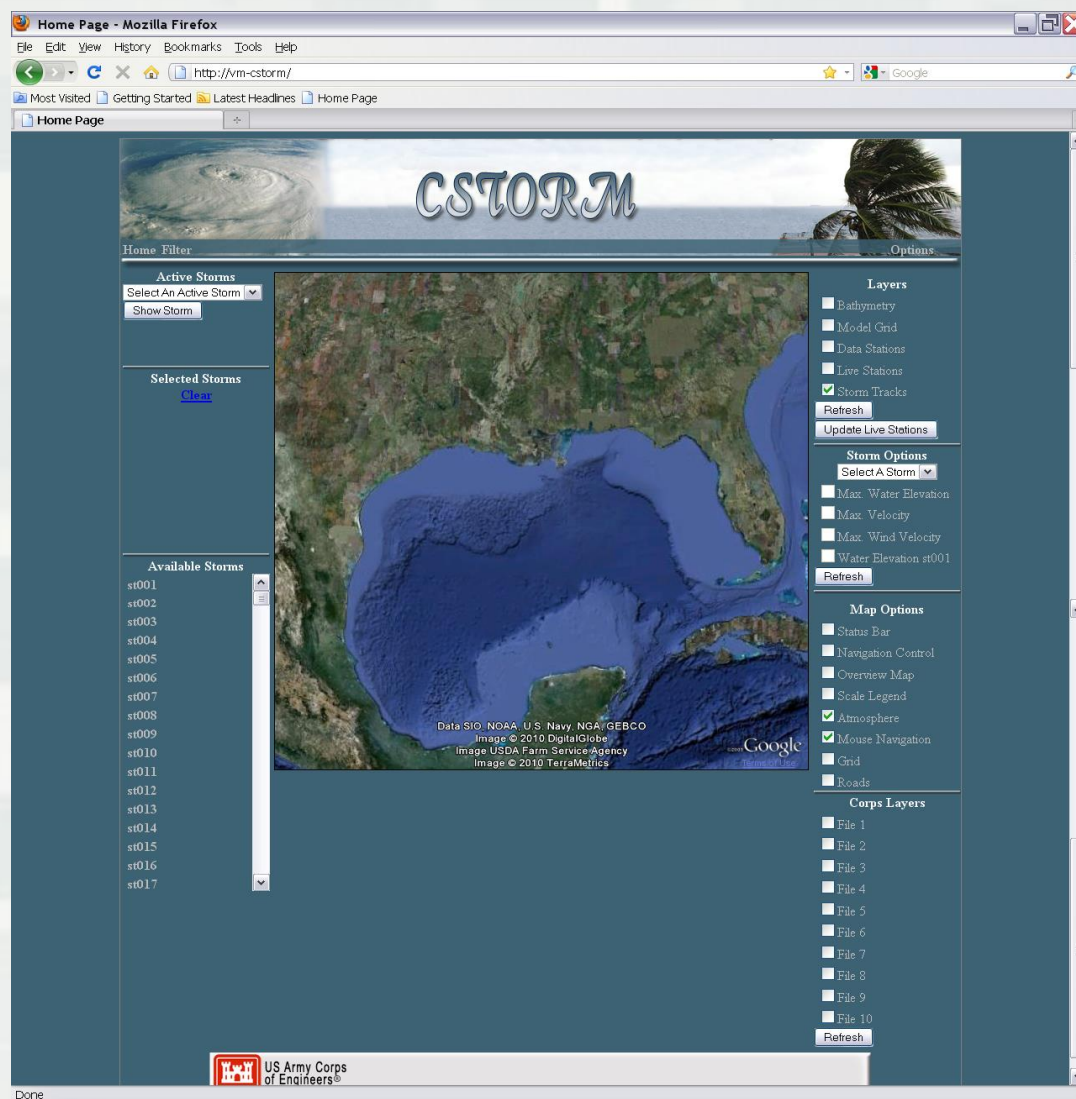 Home Page - Mozilla Firefox
File Edit View History Bookmarks Tools Help
http://vm-cstorm/
Google
Most Visited Getting Started Latest Headlines Home Page
Home Page
CSTORM
Home Filter
Options
Active Storms
Select An Active Storm
Show Storm
Selected Storms
Clear
Available Storms
st001
st002
st003
st004
st005
st006
st007
st008
st009
st010
st011
st012
st013
st014
st015
st016
st017
Data SIO, NOAA, U.S. Navy, NGA, GEBCO
Image © 2010 DigitalGlobe
Image USDA Farm Service Agency
Image © 2010 TerraMetrics
Google
Terms of Use
Layers
Bathymetry
Model Grid
Data Stations
Live Stations
Storm Tracks
Refresh
Update Live Stations
Storm Options
Select A Storm
Max. Water Elevation
Max. Velocity
Max. Wind Velocity
Water Elevation st001
Refresh
Map Options
Status Bar
Navigation Control
Overview Map
Scale Legend
Atmosphere
Mouse Navigation
Grid
Roads
Corps Layers
File 1
File 2
File 3
File 4
File 5
File 6
File 7
File 8
File 9
File 10
Refresh
US Army Corps
of Engineers®
Done